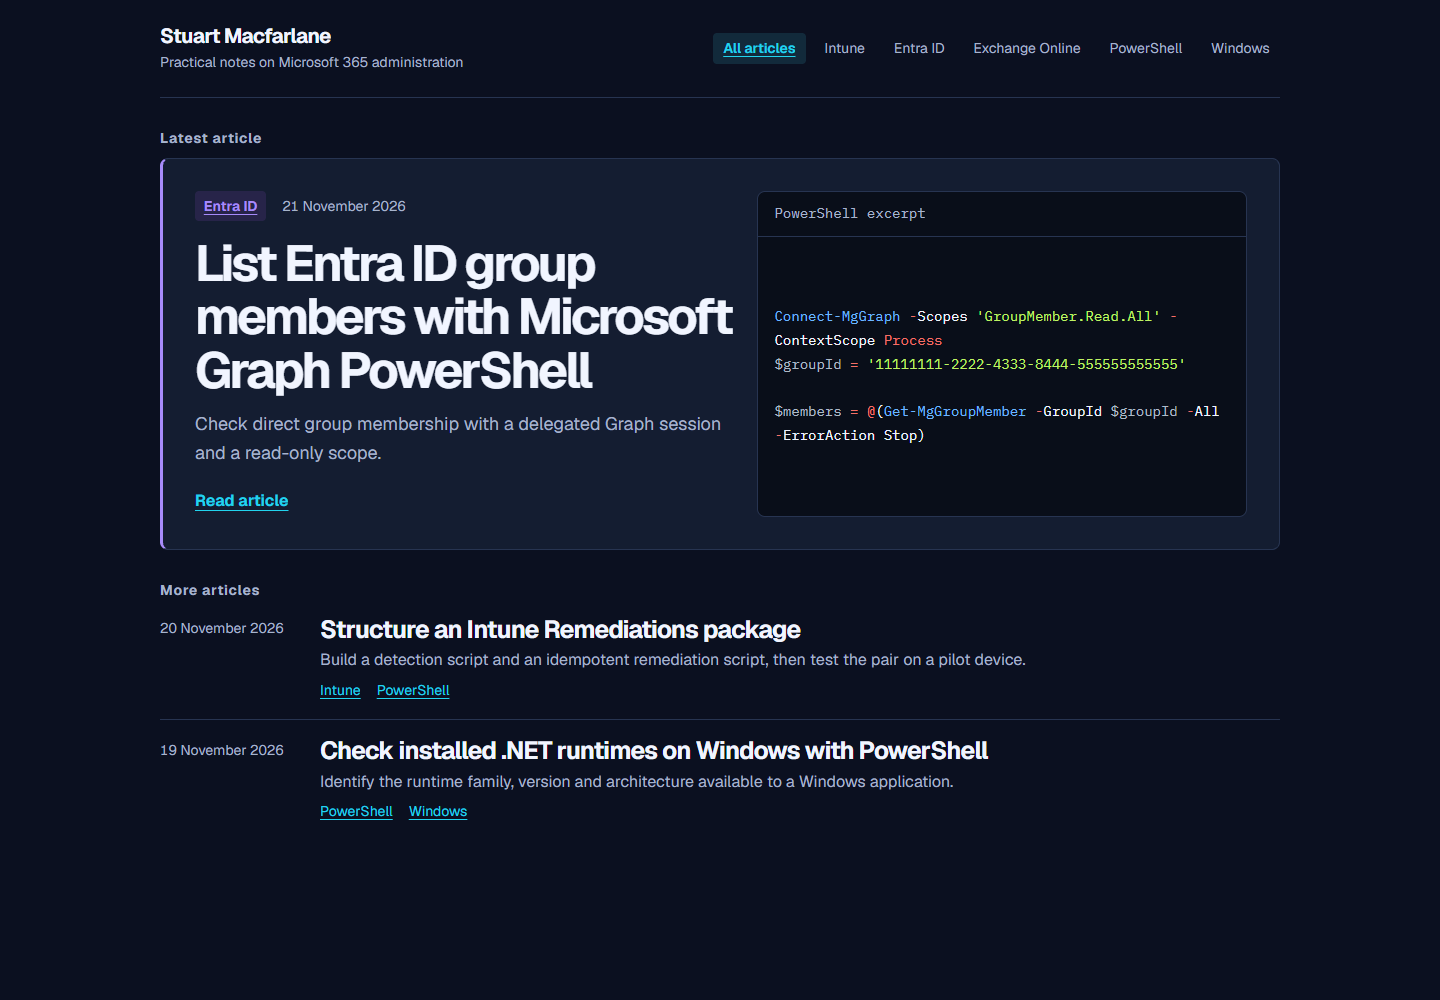 Stuart Macfarlane
Practical notes on Microsoft 365 administration
All articles Intune Entra ID Exchange Online PowerShell Windows
Latest article
Entra ID 21 November 2026
List Entra ID group
members with Microsoft
Graph PowerShell
Check direct group membership with a delegated Graph session
and a read-only scope.
Read article
PowerShell excerpt
Connect-MgGraph -Scopes 'GroupMember.Read.All' -
ContextScope Process
$groupId = '11111111-2222-4333-8444-555555555555'
$members = @(Get-MgGroupMember -GroupId $groupId -All
-ErrorAction Stop)
More articles
20 November 2026
Structure an Intune Remediations package
Build a detection script and an idempotent remediation script, then test the pair on a pilot device.
Intune PowerShell
19 November 2026
Check installed .NET runtimes on Windows with PowerShell
Identify the runtime family, version and architecture available to a Windows application.
PowerShell Windows